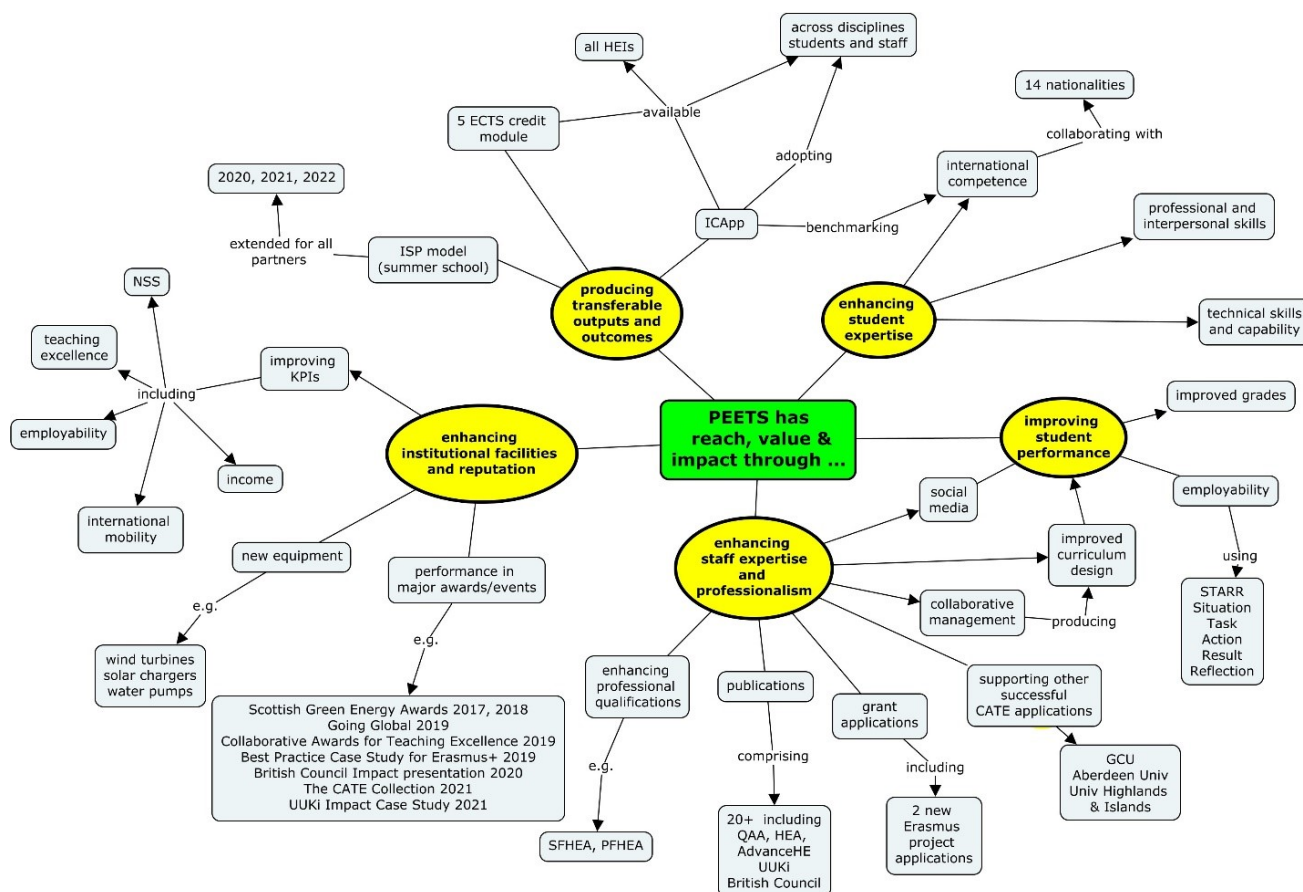 all HEIs
across disciplines
students and staff
14 nationalities
5 ECTS credit
module
available
collaborating with
adopting
international
competence
2020, 2021, 2022
ICApp
benchmarking
professional and
interpersonal skills
extended for all
partners
ISP model
(summer school)
NSS
producing
transferable
outputs and
outcomes
enhancing
student
expertise
technical skills
and capability
teaching
excellence
improving
KPIs
including
employability
income
international
mobility
enhancing
institutional facilities
and reputation
PEETS has
reach, value &
impact through ...
improving
student
performance
improved grades
employability
social
media
new equipment
performance in
major awards/events
enhancing
staff expertise
and
professionalism
improved
curriculum
design
using
collaborative
management
producing
STARR
Situation
Task
Action
Result
Reflection
e.g.
wind turbines
solar chargers
water pumps
e.g.
Scottish Green Energy Awards 2017, 2018
Going Global 2019
Collaborative Awards for Teaching Excellence 2019
Best Practice Case Study for Erasmus+ 2019
British Council Impact presentation 2020
The CATE Collection 2021
UUKi Impact Case Study 2021
enhancing
professional
qualifications
e.g.
SFHEA, PFHEA
publications
comprising
20+ including
QAA, HEA,
AdvanceHE
UUKi
British Council
grant
applications
including
2 new
Erasmus
project
applications
supporting other
successful
CATE applications
GCU
Aberdeen Univ
Univ Highlands
& Islands